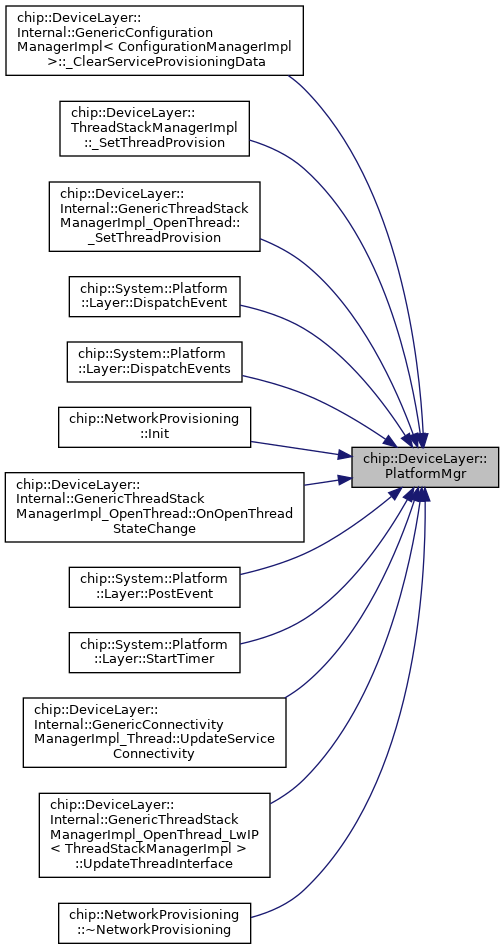 chip::DeviceLayer::
Internal::GenericConfiguration
ManagerImpl< ConfigurationManagerImpl
>::_ClearServiceProvisioningData
chip::DeviceLayer::
ThreadStackManagerImpl
::_SetThreadProvision
chip::DeviceLayer::
Internal::GenericThreadStack
ManagerImpl_OpenThread::
_SetThreadProvision
chip::System::Platform
::Layer::DispatchEvent
chip::System::Platform
::Layer::DispatchEvents
chip::NetworkProvisioning
::Init
chip::DeviceLayer::
PlatformMgr
chip::DeviceLayer::
Internal::GenericThreadStack
ManagerImpl_OpenThread::OnOpenThread
StateChange
chip::System::Platform
::Layer::PostEvent
chip::System::Platform
::Layer::StartTimer
chip::DeviceLayer::
Internal::GenericConnectivity
ManagerImpl_Thread::UpdateService
Connectivity
chip::DeviceLayer::
Internal::GenericThreadStack
ManagerImpl_OpenThread_LwIP
< ThreadStackManagerImpl >
::UpdateThreadInterface
chip::NetworkProvisioning
::~NetworkProvisioning